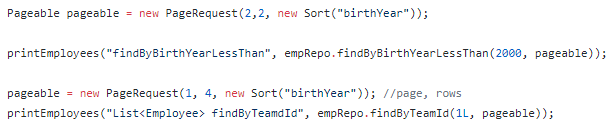 Pageable pageable = new PageRequest(2,2, new Sort("birthYear"));
printEmployees("findByBirthYearLessThan", empRepo.findByBirthYearLessThan(2000, pageable));
pageable = new PageRequest(1, 4, new Sort("birthYear")); //page, rows
printEmployees("List<Employee> findByTeamdId", empRepo.findByTeamId(1L, pageable));